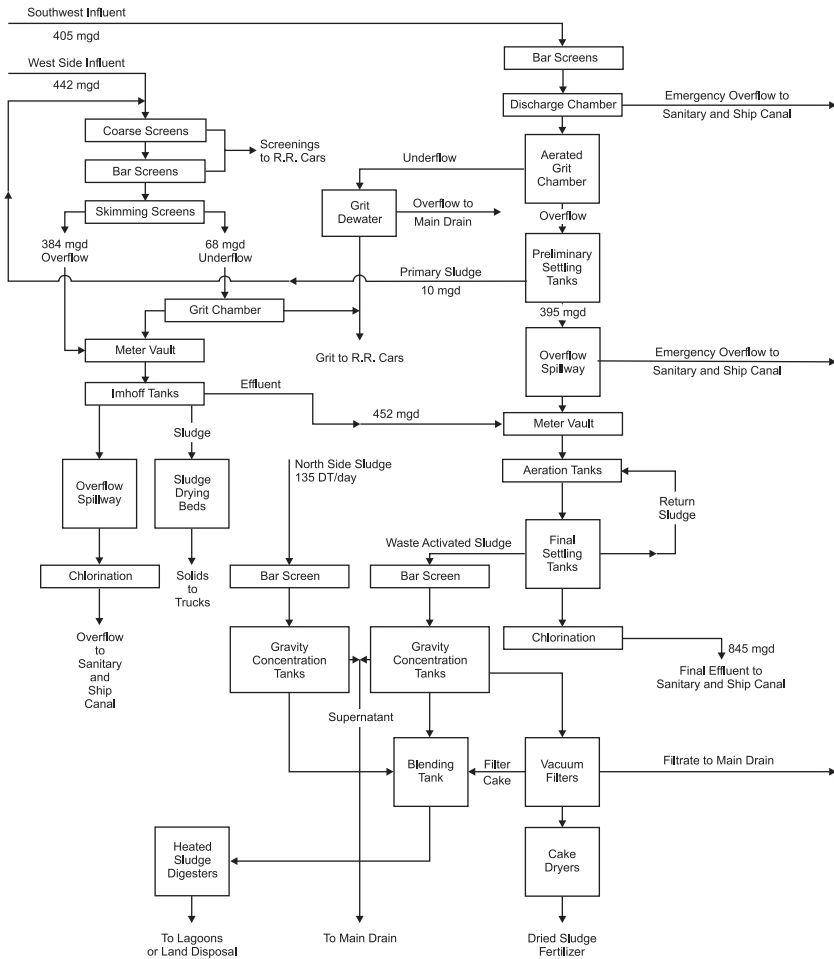 Southwest Influent
405 mgd
West Side Influent
442 mgd
Bar Screens
Discharge Chamber
Emergency Overflow to
Sanitary and Ship Canal
Coarse Screens
Screenings
to R.R. Cars
Bar Screens
Underflow
Aerated
Grit
Chamber
Skimming Screens
Grit
Dewater
Overflow to
Main Drain
Overflow
384 mgd
Overflow
68 mgd
Underflow
Primary Sludge
10 mgd
Preliminary
Settling
Tanks
395 mgd
Grit Chamber
Meter Vault
Grit to R.R. Cars
Overflow
Spillway
Emergency Overflow to
Sanitary and Ship Canal
Imhoff Tanks
Effluent
452 mgd
Meter Vault
Sludge
North Side Sludge
135 DT/day
Aeration Tanks
Overflow
Spillway
Sludge
Drying
Beds
Return
Sludge
Waste Activated Sludge
Final
Settling
Tanks
Chlorination
Solids
to
Trucks
Bar Screen
Bar Screen
Overflow
to
Sanitary
and
Ship
Canal
Gravity
Concentration
Tanks
Gravity
Concentration
Tanks
Chlorination
845 mgd
Final Effluent to
Sanitary and Ship Canal
Supernatant
Blending
Tank
Filter
Cake
Vacuum
Filters
Filtrate to Main Drain
Heated
Sludge
Digesters
Cake
Dryers
To Lagoons
or Land Disposal
To Main Drain
Dried Sludge
Fertilizer